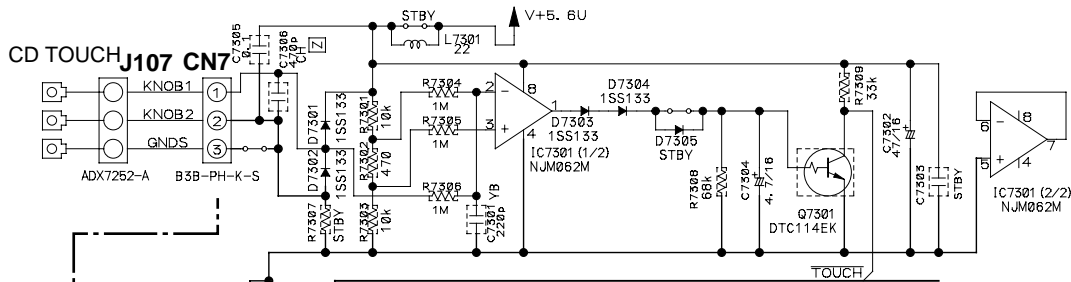 STBY
V+5. 6U
L7301
22
C7305
0. 1
C7306
470p
CH
Z
CD TOUCH
J107 CN7
KNOB1
1
KNOB2
2
GNDS
3
ADX7252-A
B3B-PH-K-S
D7301
1SS133
D7302
1SS133
R7307
STBY
R7301
10k
R7302
470
R7303
10k
R7304
1M
R7305
1M
R7306
1M
C7301 YB
220p
2
3
8
4
1
IC7301 (1/2)
NJM062M
D7303
1SS133
D7304
1SS133
D7305
STBY
R7308
68k
C7304
4. 7/16
Q7301
DTC114EK
R7309
33k
TOUCH
C7302
47/16
C7303
STBY
6
5
8
4
7
IC7301 (2/2)
NJM062M